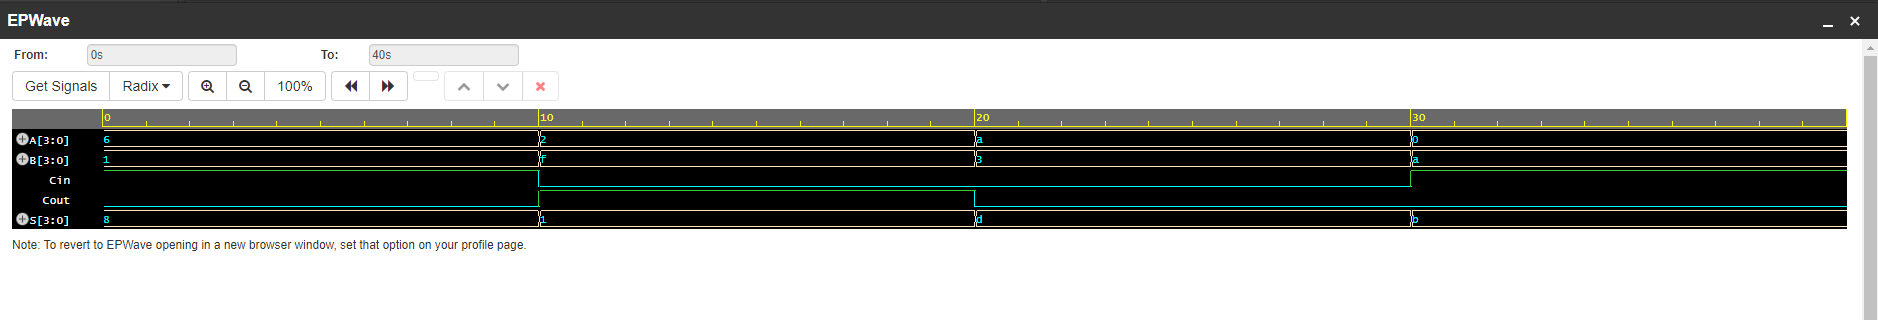 EPWave
From: 0s To: 40s
Get Signals Radix 100%
0 10 20 30
A[3:0] 6 2 a 0
B[3:0] 1 f 3 a
Cin
Cout
S[3:0] 8 1 d b
Note: To revert to EPWave opening in a new browser window, set that option on your profile page.